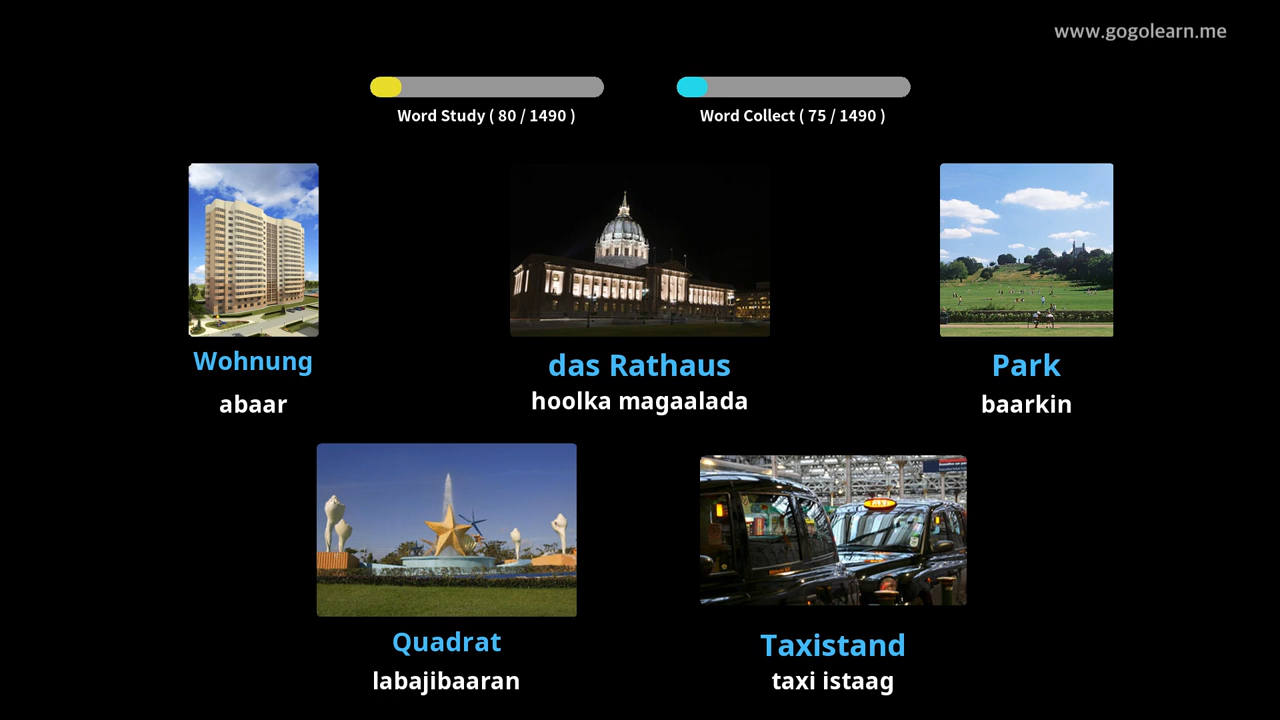 www.gogolearn.me
Word Study ( 80 / 1490 )
Word Collect ( 75 / 1490 )
Wohnung
abaar
das Rathaus
hoolka magaalada
Park
baarkin
TAXI
Quadrat
labajibaaran
Taxistand
taxi istaag